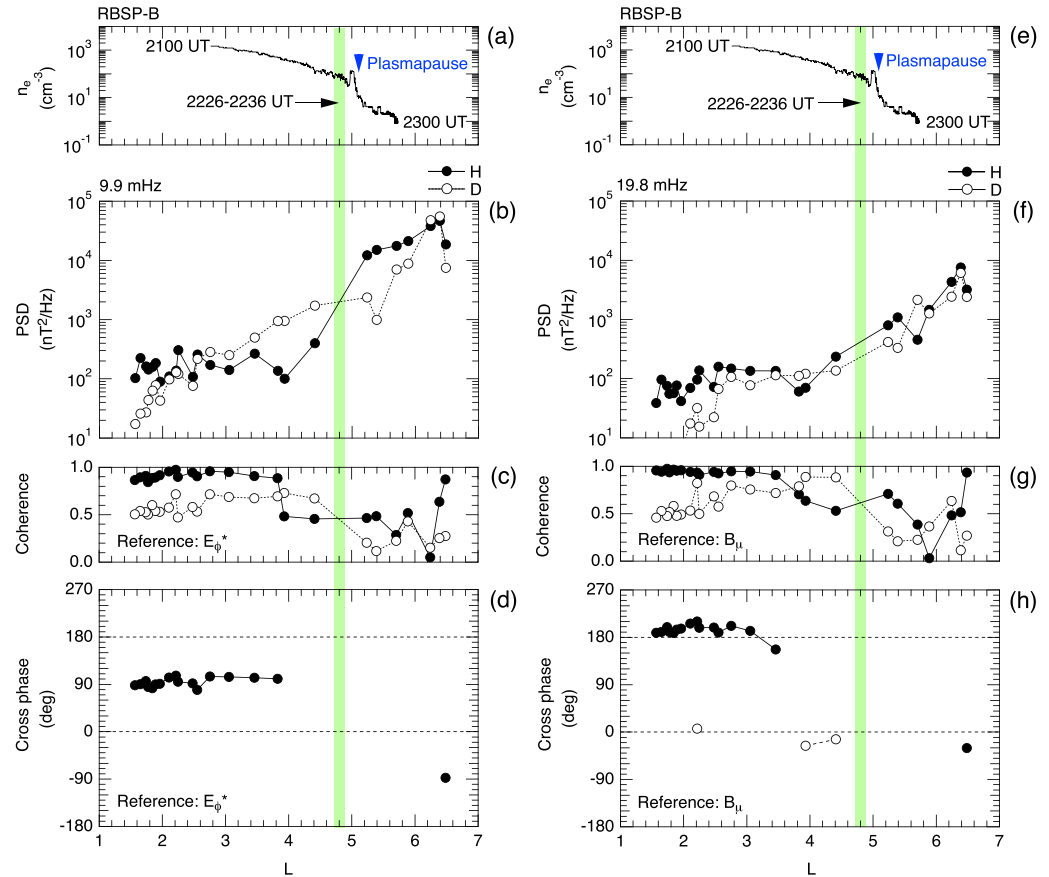 RBSP-B
(a)
10^3
10^1
10^-1
n_e
(cm^-3)
2100 UT
Plasmapause
2226-2236 UT
2300 UT
9.9 mHz
H
D
(b)
10^5
10^4
10^3
10^2
10^1
PSD
(nT^2/Hz)
(c)
1.0
0.5
0.0
Coherence
Reference: E_ϕ*
(d)
270
180
90
0
-90
-180
Cross phase
(deg)
Reference: E_ϕ*
1 2 3 4 5 6 7
L
RBSP-B
(e)
10^3
10^1
10^-1
n_e
(cm^-3)
2100 UT
Plasmapause
2226-2236 UT
2300 UT
19.8 mHz
H
D
(f)
10^5
10^4
10^3
10^2
10^1
PSD
(nT^2/Hz)
(g)
1.0
0.5
0.0
Coherence
Reference: B_μ
(h)
270
180
90
0
-90
-180
Cross phase
(deg)
Reference: B_μ
1 2 3 4 5 6 7
L